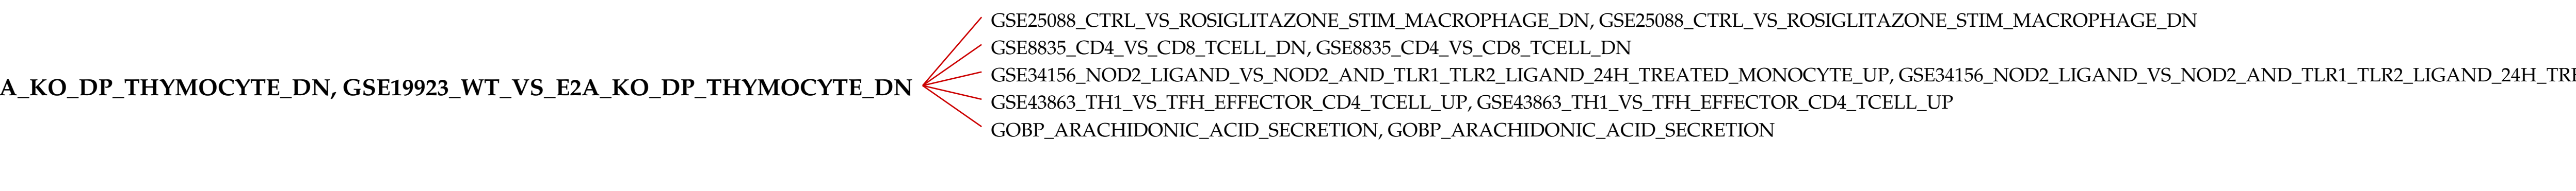 GSE25088_CTRL_VS_ROSIGLITAZONE_STIM_MACROPHAGE_DN, GSE25088_CTRL_VS_ROSIGLITAZONE_STIM_MACROPHAGE_DN
GSE8835_CD4_VS_CD8_TCELL_DN, GSE8835_CD4_VS_CD8_TCELL_DN
GSE34156_NOD2_LIGAND_VS_NOD2_AND_TLR1_TLR2_LIGAND_24H_TREATED_MONOCYTE_UP, GSE34156_NOD2_LIGAND_VS_NOD2_AND_TLR1_TLR2_LIGAND_24H_TRE
A_KO_DP_THYMOCYTE_DN, GSE19923_WT_VS_E2A_KO_DP_THYMOCYTE_DN
GSE43863_TH1_VS_TFH_EFFECTOR_CD4_TCELL_UP, GSE43863_TH1_VS_TFH_EFFECTOR_CD4_TCELL_UP
GOBP_ARACHIDONIC_ACID_SECRETION, GOBP_ARACHIDONIC_ACID_SECRETION